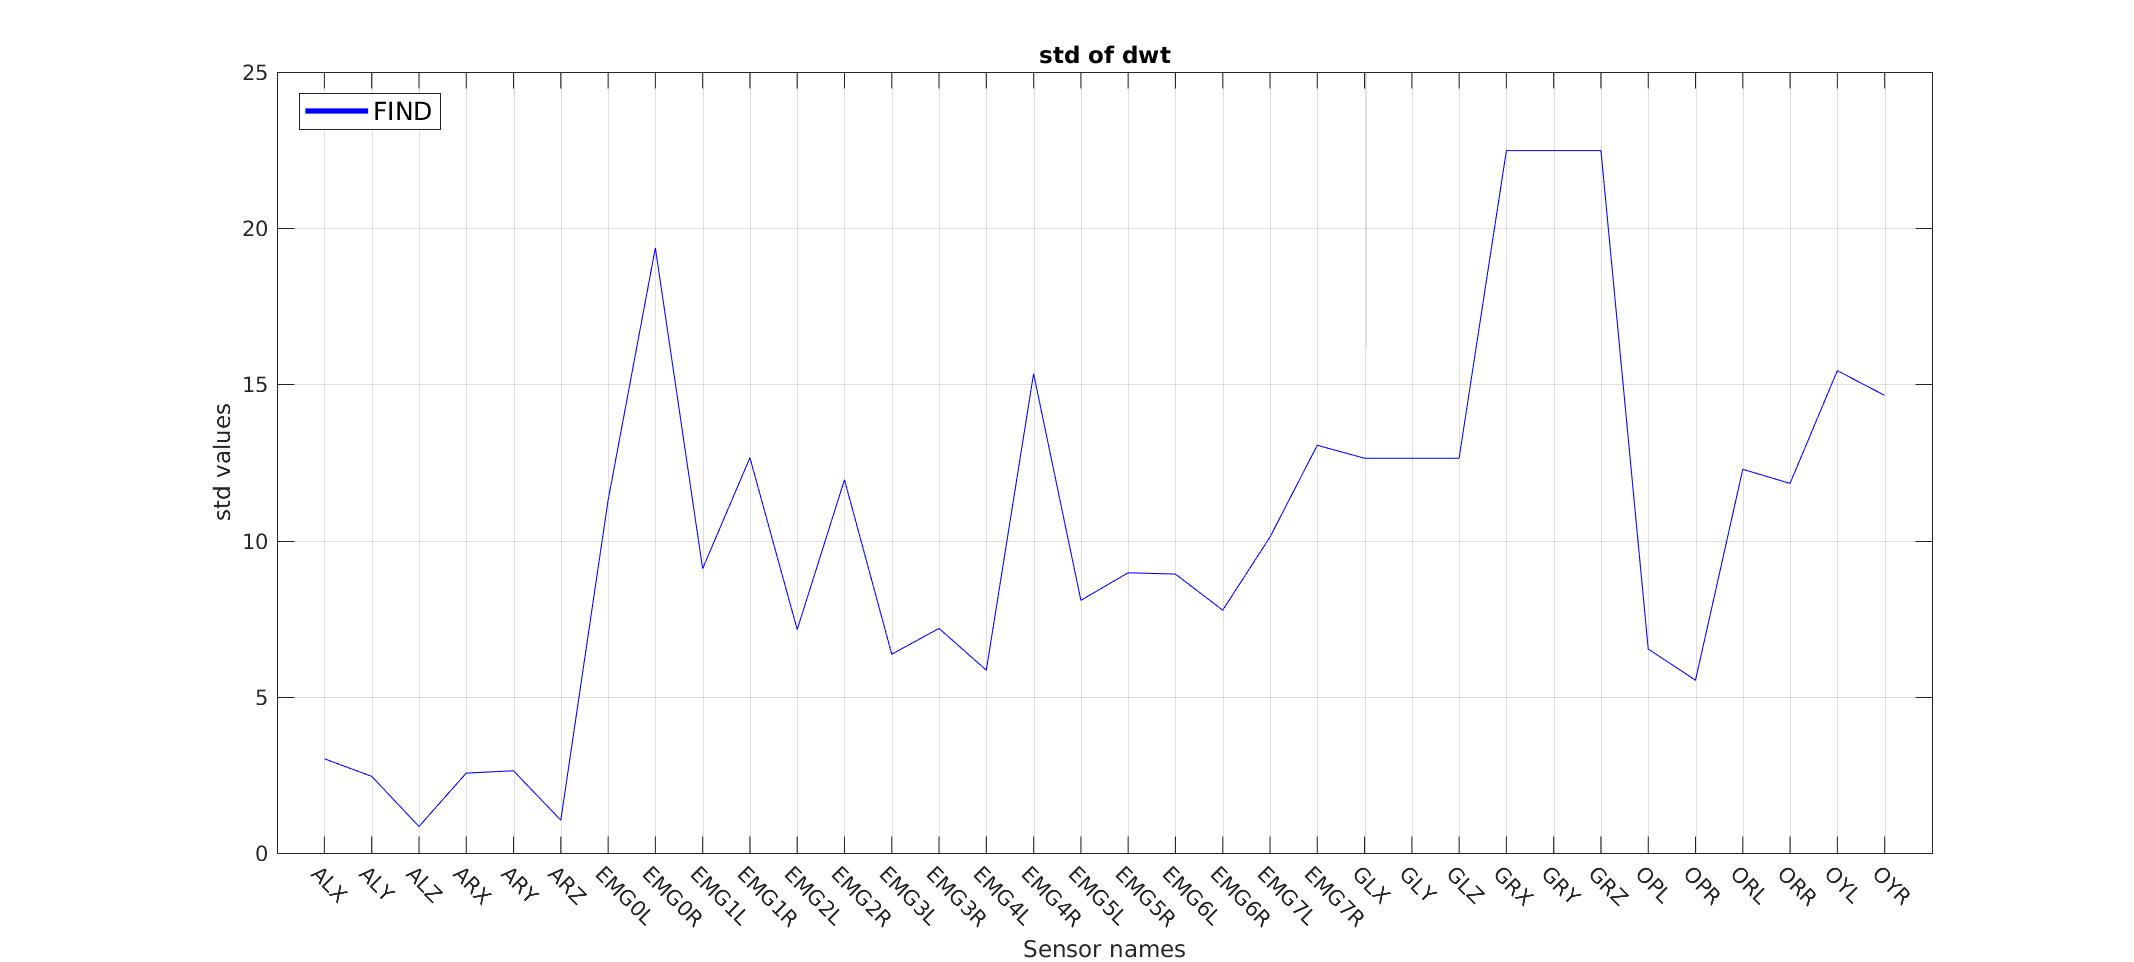 std of dwt
FIND
25
20
15
10
5
0
std values
ALX
ALY
ALZ
ARX
ARY
ARZ
EMG0L
EMG0R
EMG1L
EMG1R
EMG2L
EMG2R
EMG3L
EMG3R
EMG4L
EMG4R
EMG5L
EMG5R
EMG6L
EMG6R
EMG7L
EMG7R
GLX
GLY
GLZ
GRX
GRY
GRZ
OPL
OPR
ORL
ORR
OYL
OYR
Sensor names